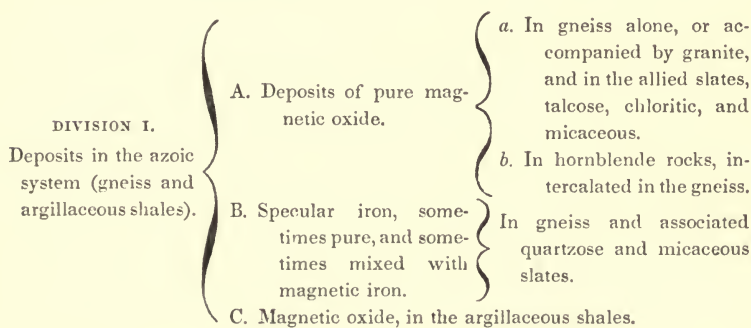 DIVISION I.
Deposits in the azoic
system (gneiss and
argillaceous shales).
A. Deposits of pure mag-
netic oxide.
a. In gneiss alone, or ac-
companied by granite,
and in the allied slates,
talcose, chloritic, and
micaceous.
b. In hornblende rocks, in-
tercalated in the gneiss.
B. Specular iron, some-
times pure, and some-
times mixed with
magnetic iron.
In gneiss and associated
quartzose and micaceous
slates.
C. Magnetic oxide, in the argillaceous shales.